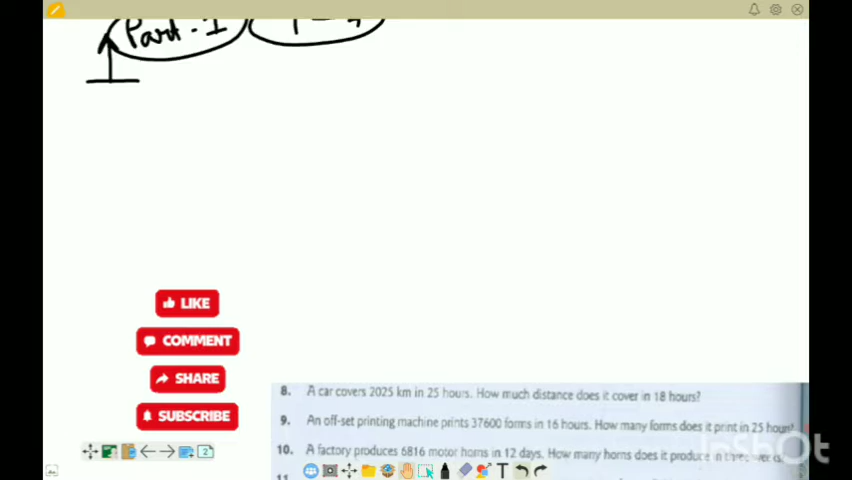 Part - I
LIKE
COMMENT
SHARE
SUBSCRIBE
8. A car covers 2025 km in 25 hours. How much distance does it cover in 18 hours?
9. An off-set printing machine prints 37600 forms in 16 hours. How many forms does it print in 25 hours?
10. A factory produces 6816 motor horns in 12 days. How many horns does it produce in three
11.
InShot
2
T